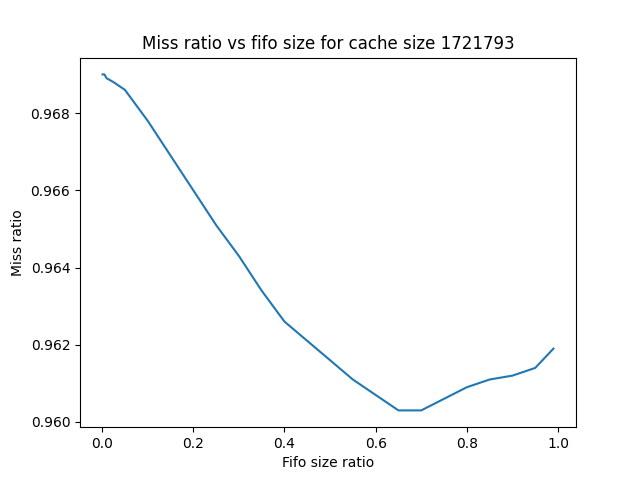 Miss ratio vs fifo size for cache size 1721793
Miss ratio
0.968
0.966
0.964
0.962
0.960
0.0 0.2 0.4 0.6 0.8 1.0
Fifo size ratio